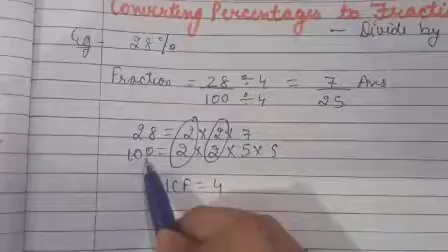 Converting Percentages to Fracti
Eg - 28% - Divide by
Fraction = 28 ÷ 4 / 100 ÷ 4 = 7 / 25 Ans
28 = 2 × 2 × 7
100 = 2 × 2 × 5 × 5
CF = 4